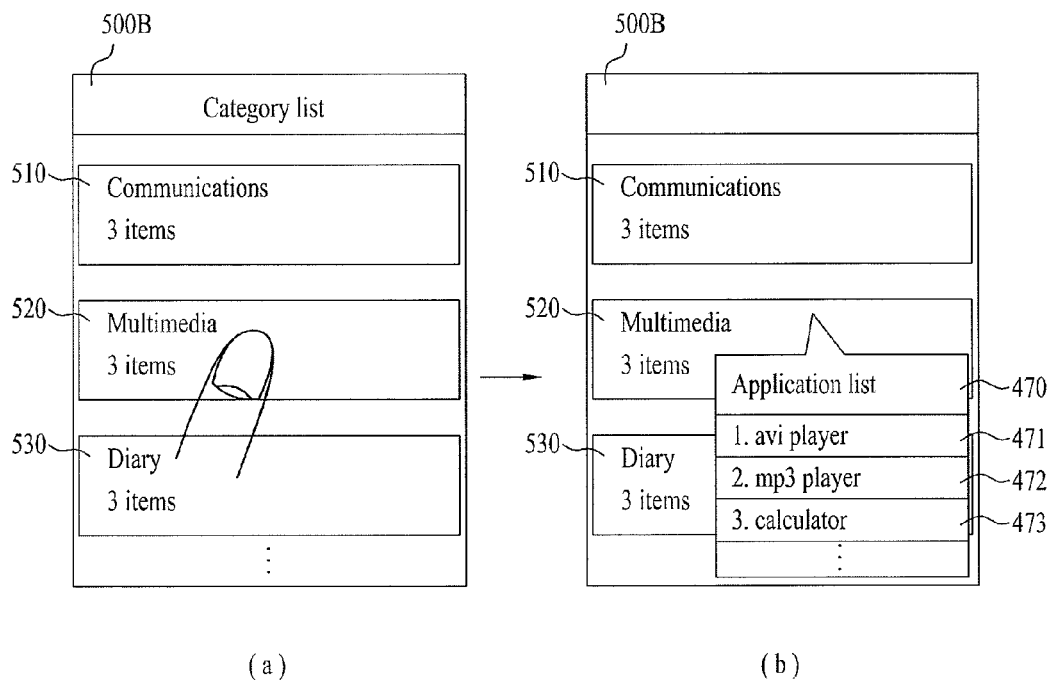 500B
Category list
510
Communications
3 items
520
Multimedia
3 items
530
Diary
3 items
(a)
500B
510
Communications
3 items
520
Multimedia
3 items
Application list
470
1. avi player
471
530
Diary
2. mp3 player
472
3 items
3. calculator
473
(b)